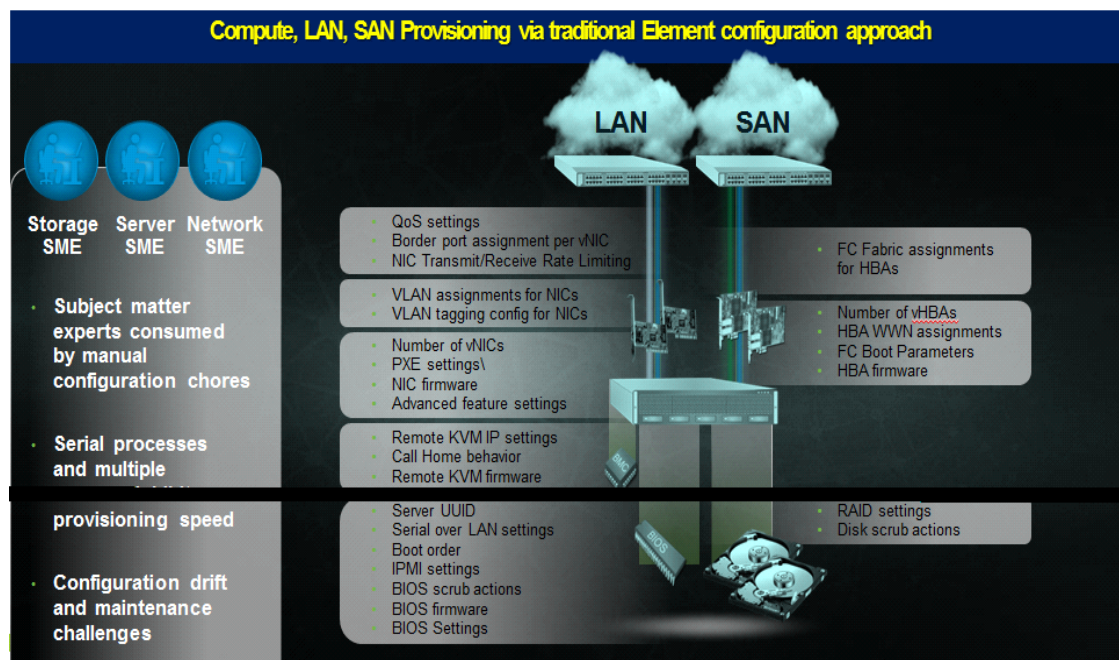 Compute, LAN, SAN Provisioning via traditional Element configuration approach
LAN
SAN
Storage SME
Server SME
Network SME
• Subject matter
experts consumed
by manual
configuration chores
• Serial processes
and multiple
provisioning speed
• Configuration drift
and maintenance
challenges
• QoS settings
• Border port assignment per vNIC
• NIC Transmit/Receive Rate Limiting
• VLAN assignments for NICs
• VLAN tagging config for NICs
• Number of vNICs
• PXE settings\
• NIC firmware
• Advanced feature settings
• Remote KVM IP settings
• Call Home behavior
• Remote KVM firmware
• Server UUID
• Serial over LAN settings
• Boot order
• IPMI settings
• BIOS scrub actions
• BIOS firmware
• BIOS Settings
• FC Fabric assignments
for HBAs
• Number of vHBAs
• HBA WWN assignments
• FC Boot Parameters
• HBA firmware
• RAID settings
• Disk scrub actions
BMC
BIOS